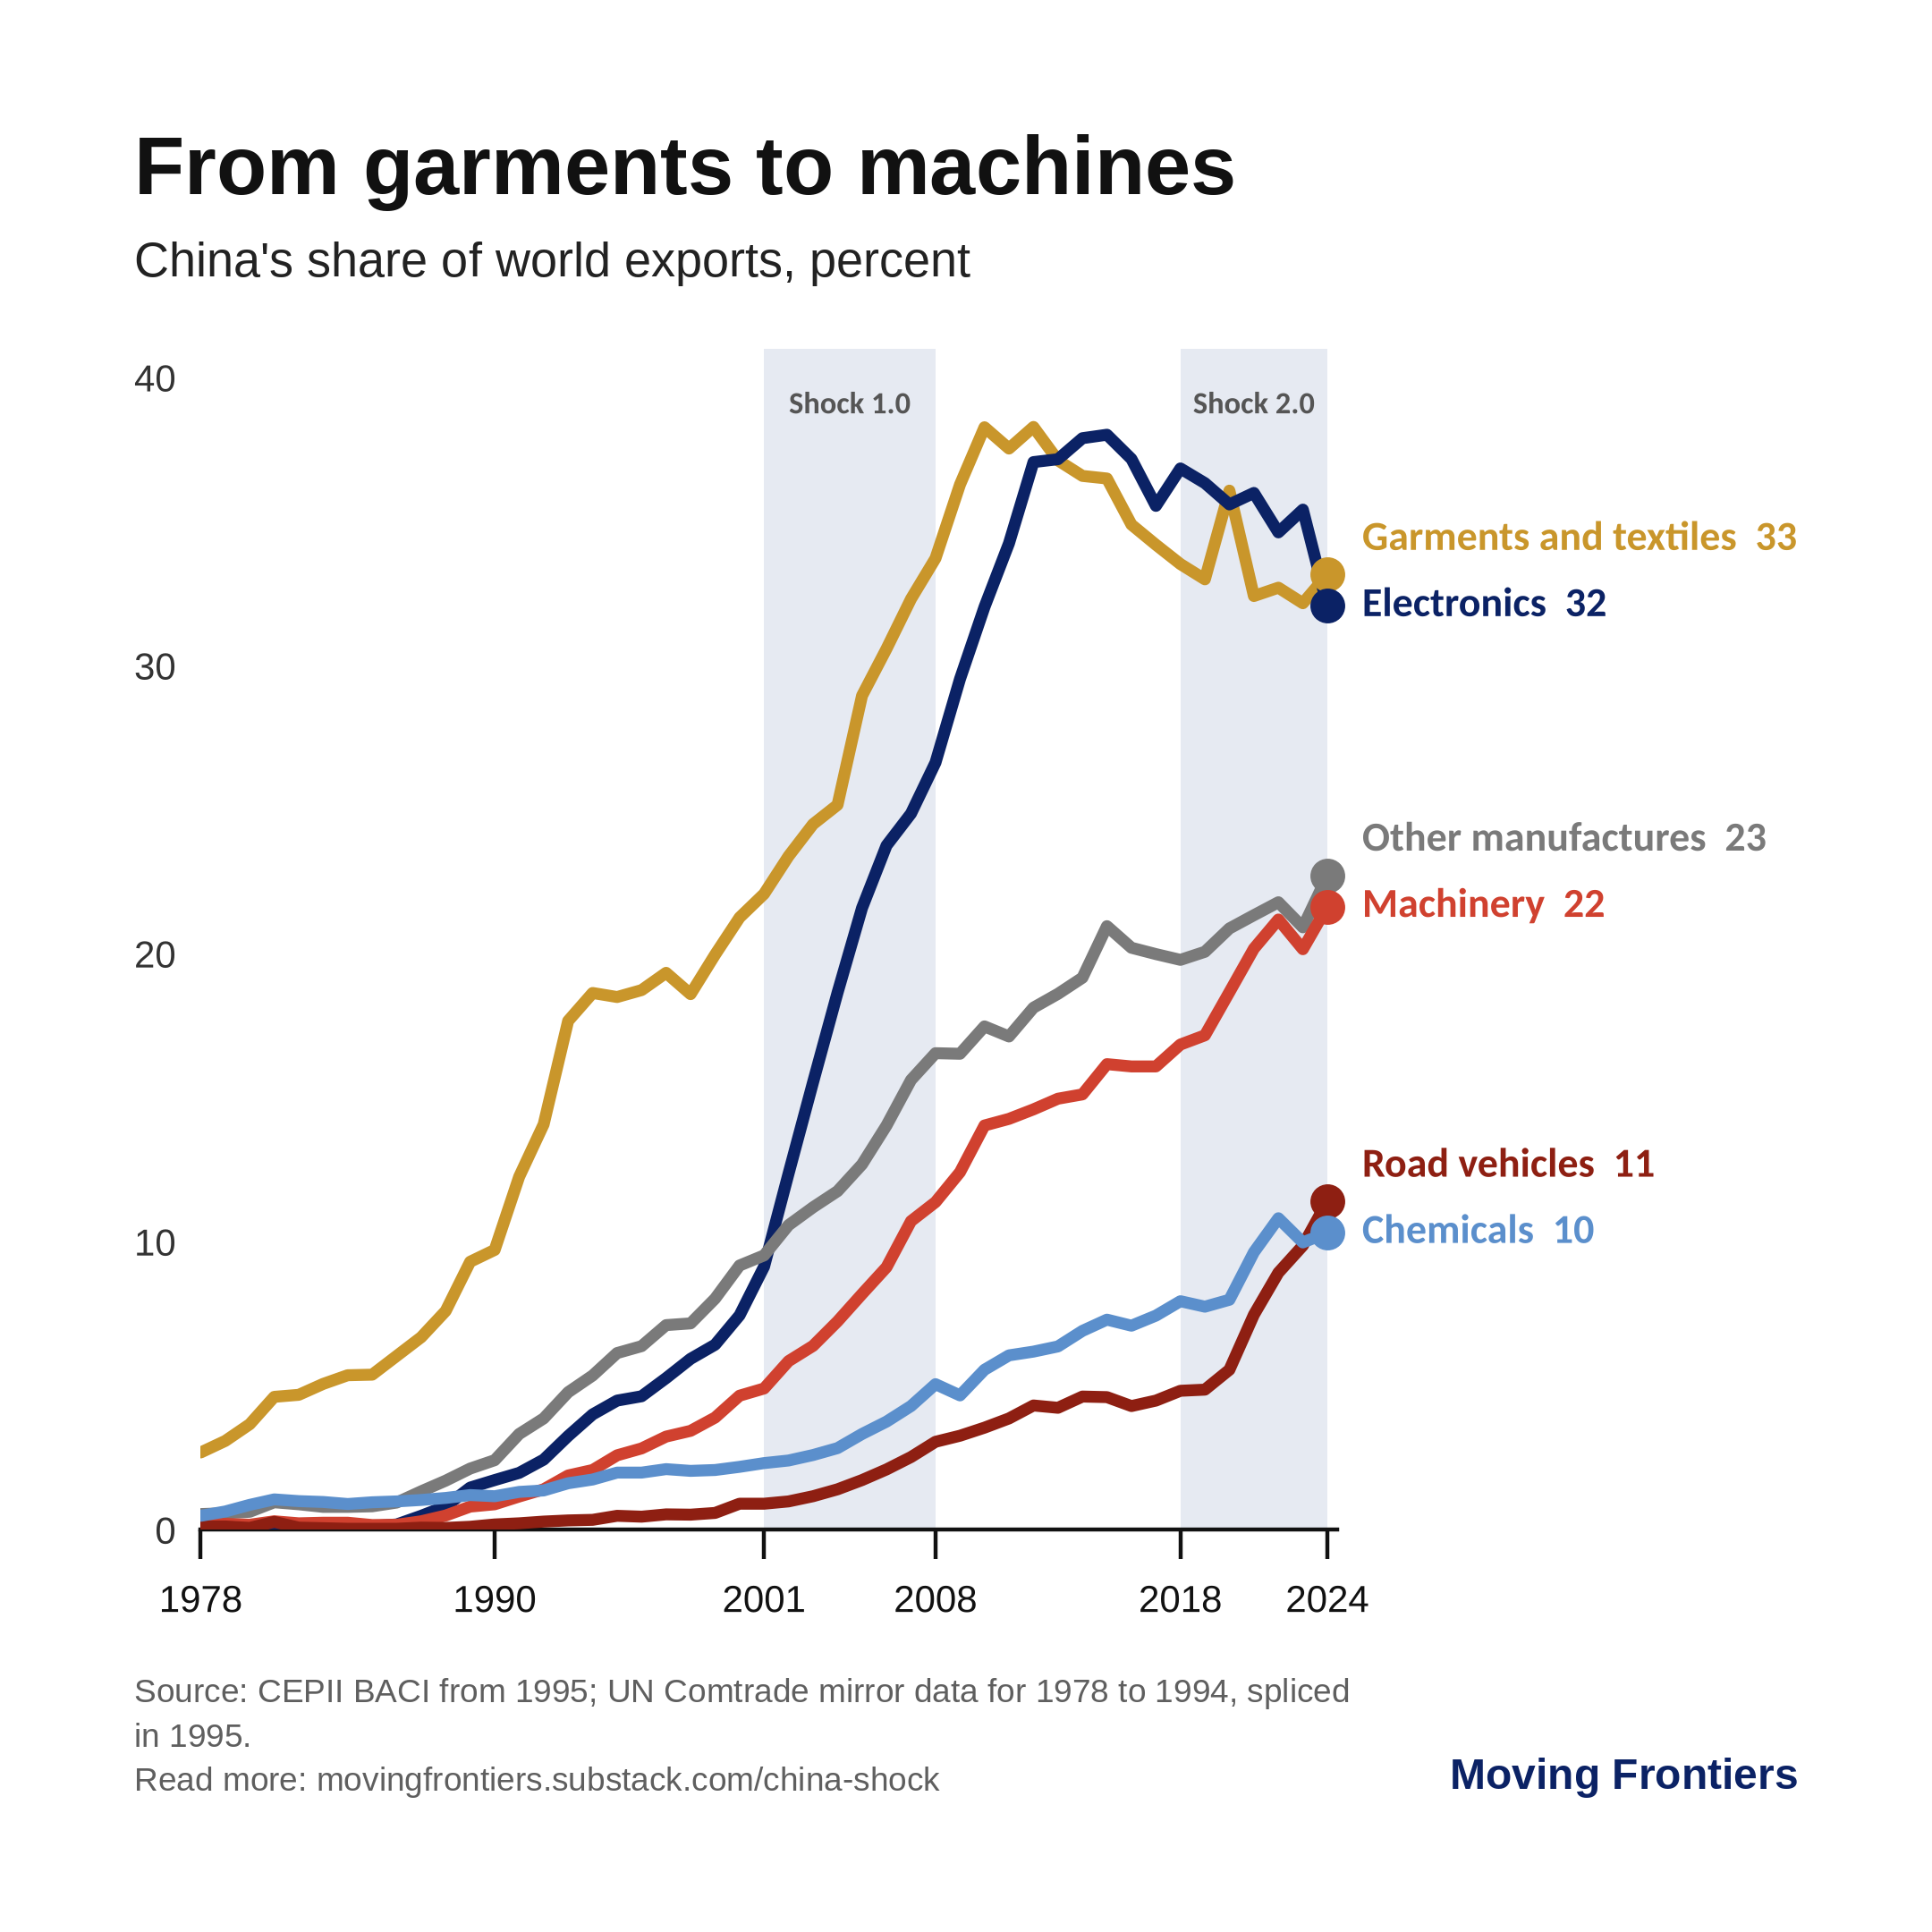 From garments to machines
China's share of world exports, percent
40
Shock 1.0
Shock 2.0
Garments and textiles 33
Electronics 32
30
Other manufactures 23
Machinery 22
20
Road vehicles 11
Chemicals 10
10
0
1978
1990
2001
2008
2018
2024
Source: CEPII BACI from 1995; UN Comtrade mirror data for 1978 to 1994, spliced
in 1995.
Read more: movingfrontiers.substack.com/china-shock
Moving Frontiers